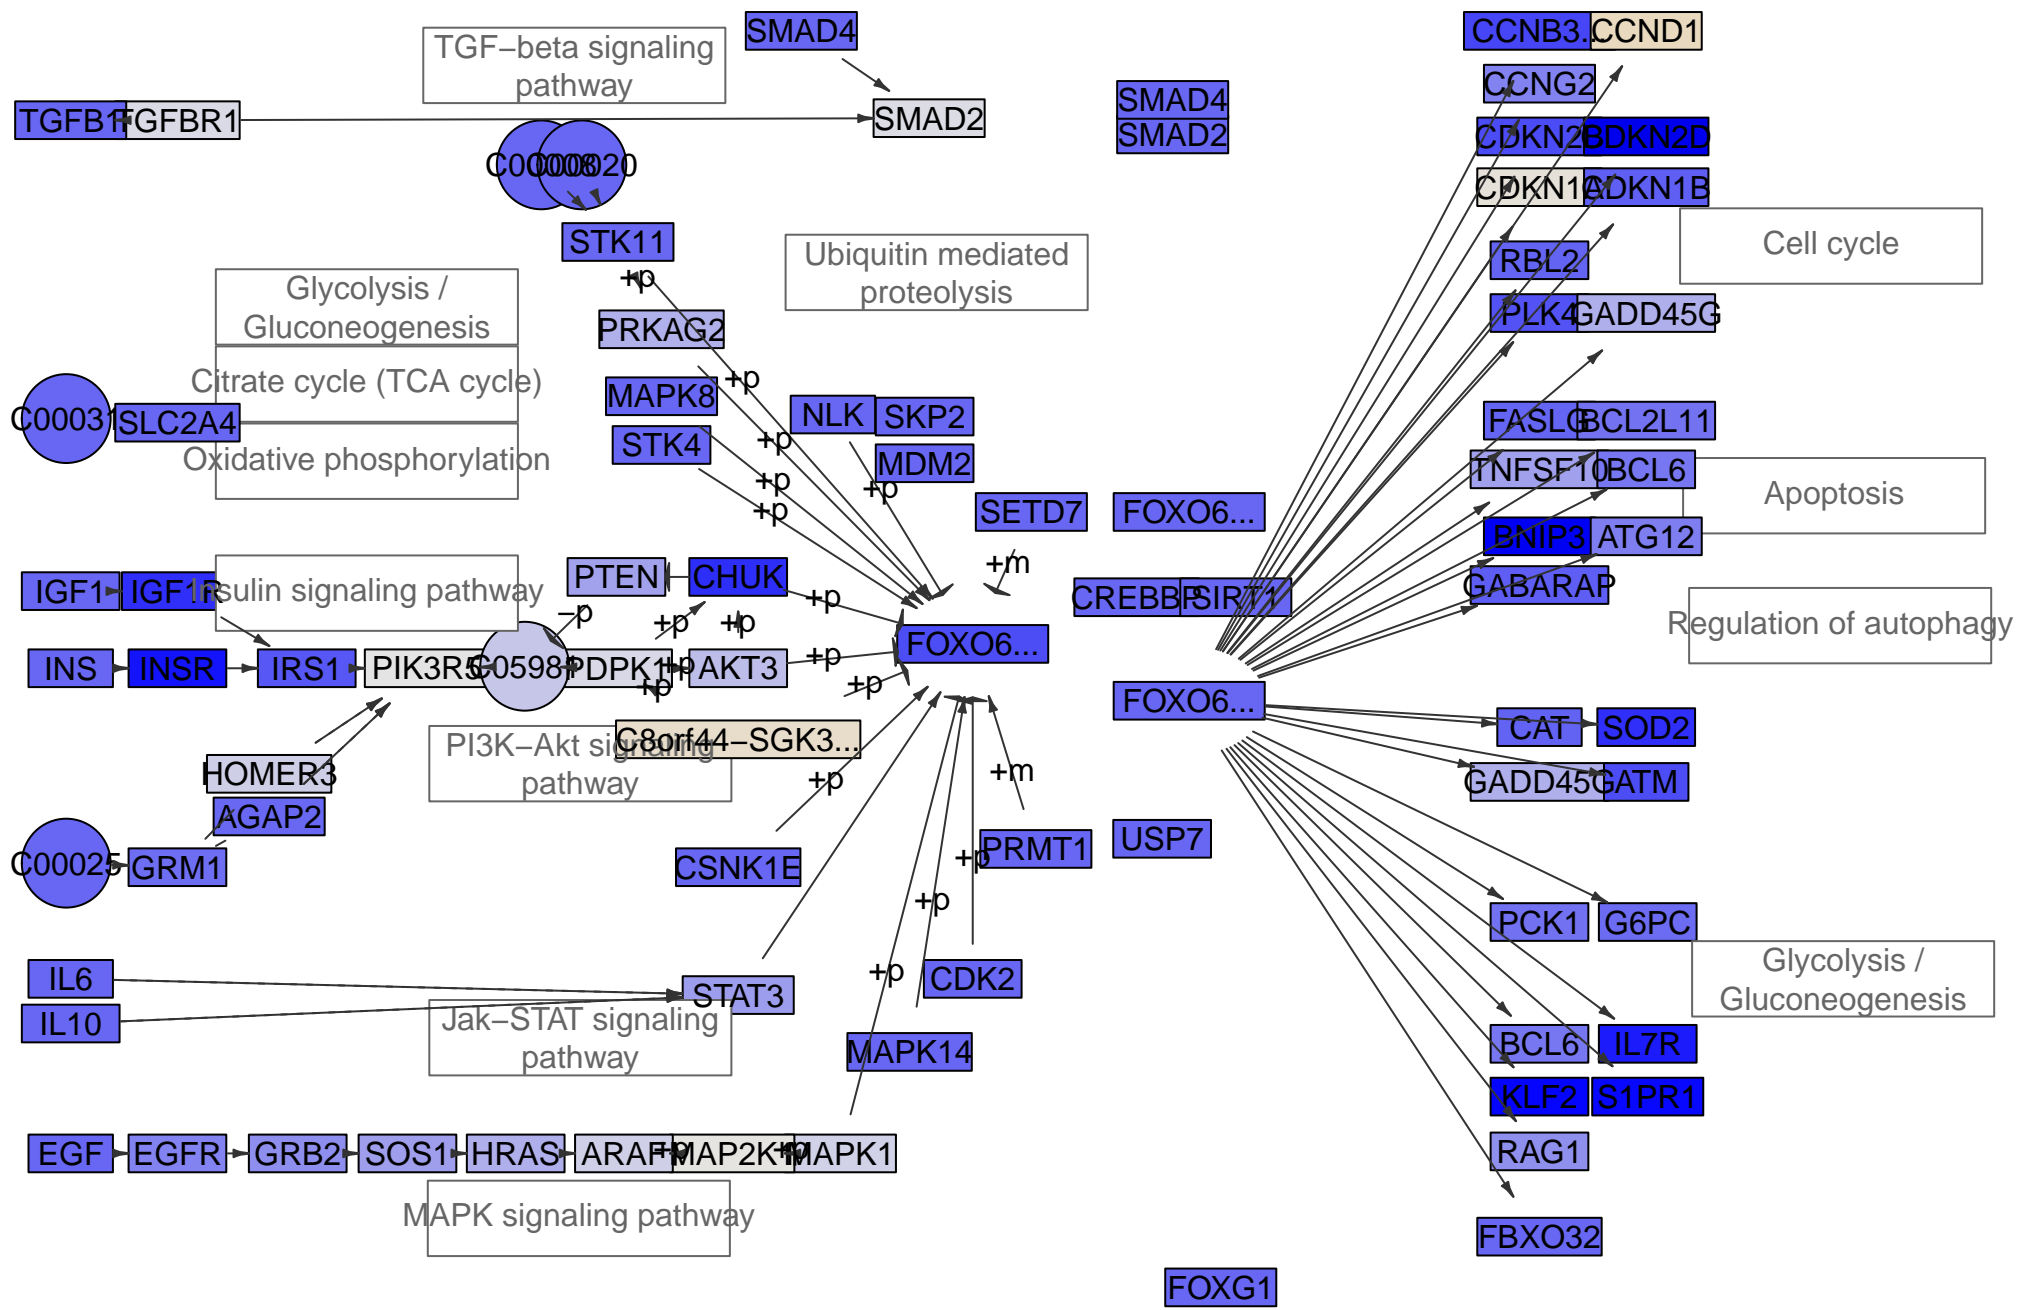 SMAD4
CCNB3...
CCND1
TGF−beta signaling
pathway
CCNG2
SMAD4
TGFB1
TGFBR1
SMAD2
SMAD2
CDKN2B
CDKN2D
C00020
CDKN1A
CDKN1B
STK11
Ubiquitin mediated
proteolysis
Cell cycle
RBL2
+p
Glycolysis /
Gluconeogenesis
PRKAG2
PLK4
GADD45G
Citrate cycle (TCA cycle)
+p
MAPK8
C00031
SLC2A4
NLK
SKP2
FASLG
BCL2L11
STK4
+p
Oxidative phosphorylation
MDM2
TNFSF10
BCL6
+p
+p
Apoptosis
+p
SETD7
FOXO6...
BNIP3
ATG12
+m
IGF1
IGF1R
Insulin signaling pathway
PTEN
CHUK
GABARAP
CREBBP
SIRT1
+p
−p
+p
+p
Regulation of autophagy
FOXO6...
INS
INSR
IRS1
PIK3R5
C05981
PDPK1
+p
AKT3
+p
+p
+p
FOXO6...
C8orf44−SGK3...
CAT
SOD2
PI3K−Akt signaling
pathway
HOMER3
+p
+m
GADD45G
ATM
AGAP2
USP7
PRMT1
C00025
GRM1
CSNK1E
+p
+p
PCK1
G6PC
+p
IL6
CDK2
Glycolysis /
Gluconeogenesis
STAT3
IL10
Jak−STAT signaling
pathway
MAPK14
BCL6
IL7R
KLF2
S1PR1
EGF
EGFR
GRB2
SOS1
HRAS
ARAF
+p
MAP2K1
+p
MAPK1
RAG1
MAPK signaling pathway
FBXO32
FOXG1